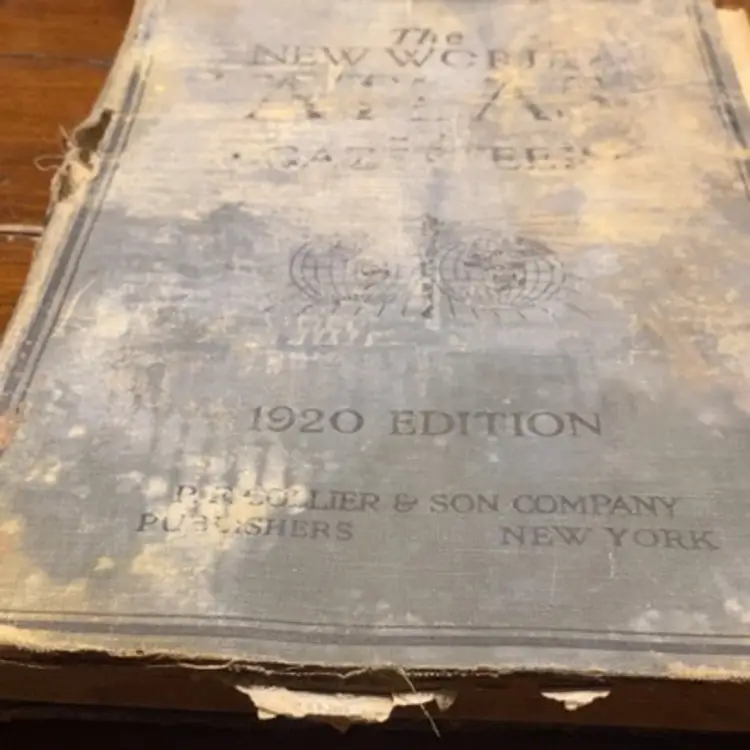 The
NEW WORLD
ATLAS
GAZETTEER
1920 EDITION
P. F. COLLIER & SON COMPANY
PUBLISHERS NEW YORK